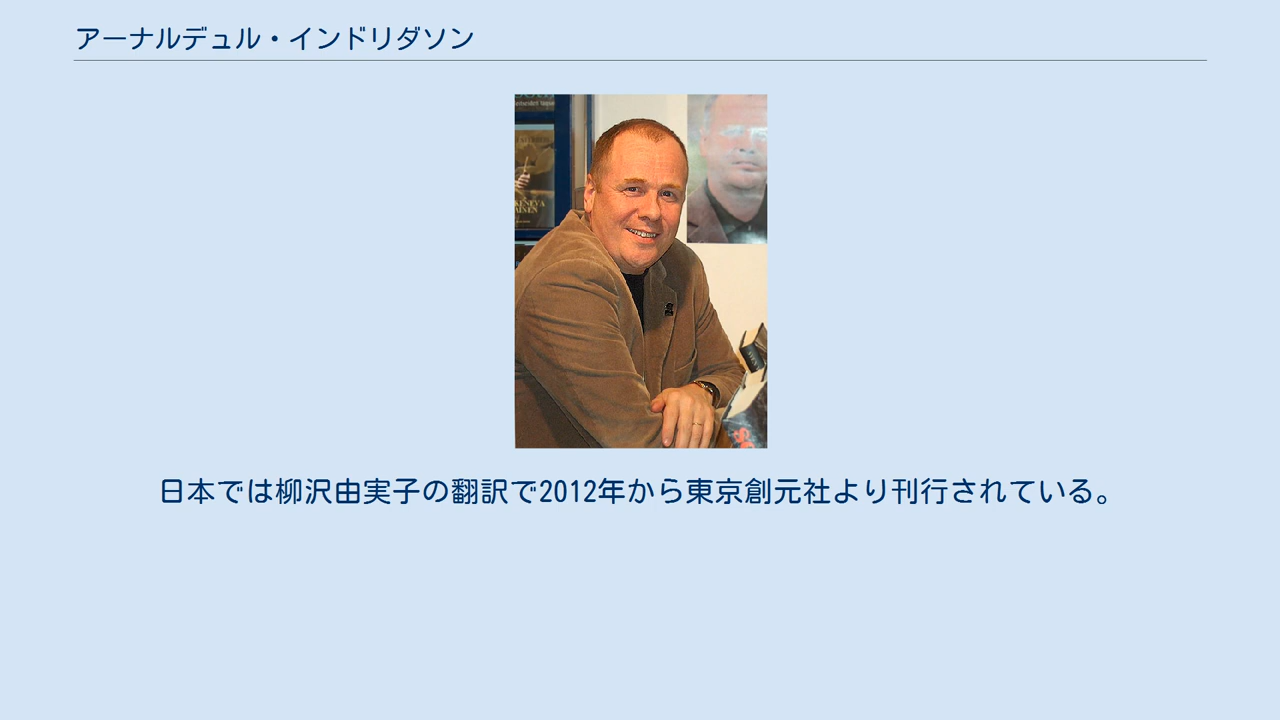 アーナルデュル・インドリダソン
日本では柳沢由実子の翻訳で2012年から東京創元社より刊行されている。